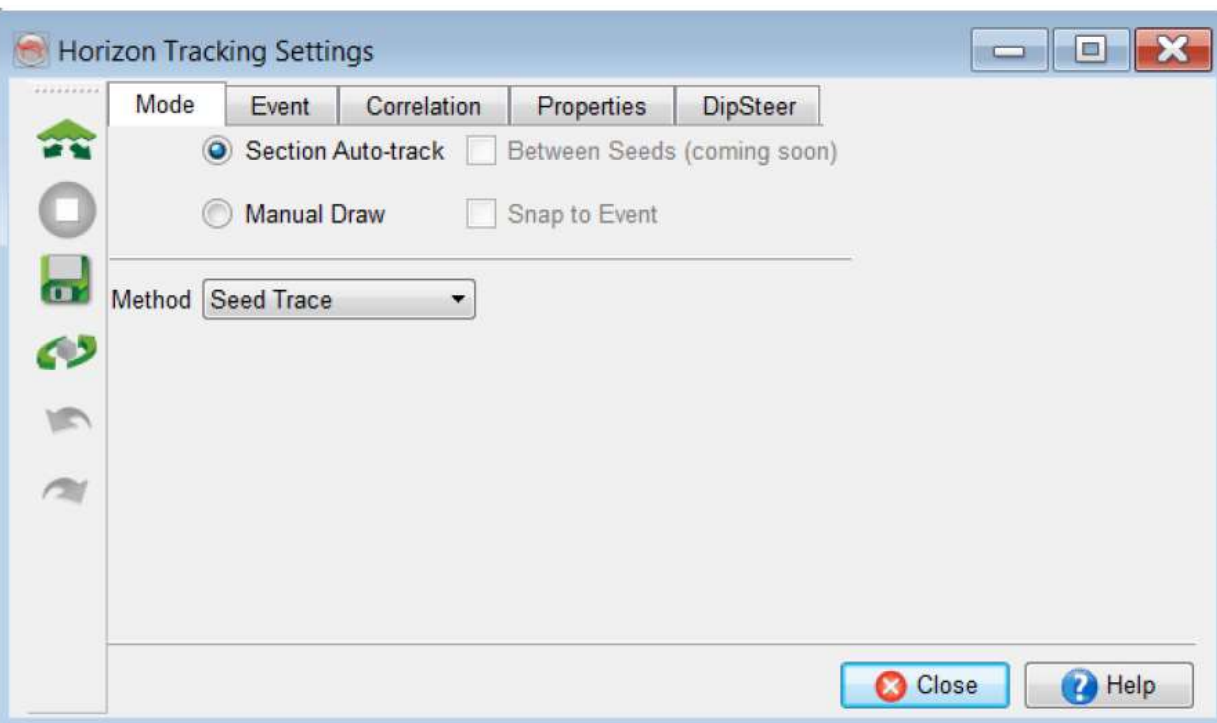 Horizon Tracking Settings
Mode Event Correlation Properties DipSteer
Section Auto-track Between Seeds (coming soon)
Manual Draw Snap to Event
Method Seed Trace
Close Help